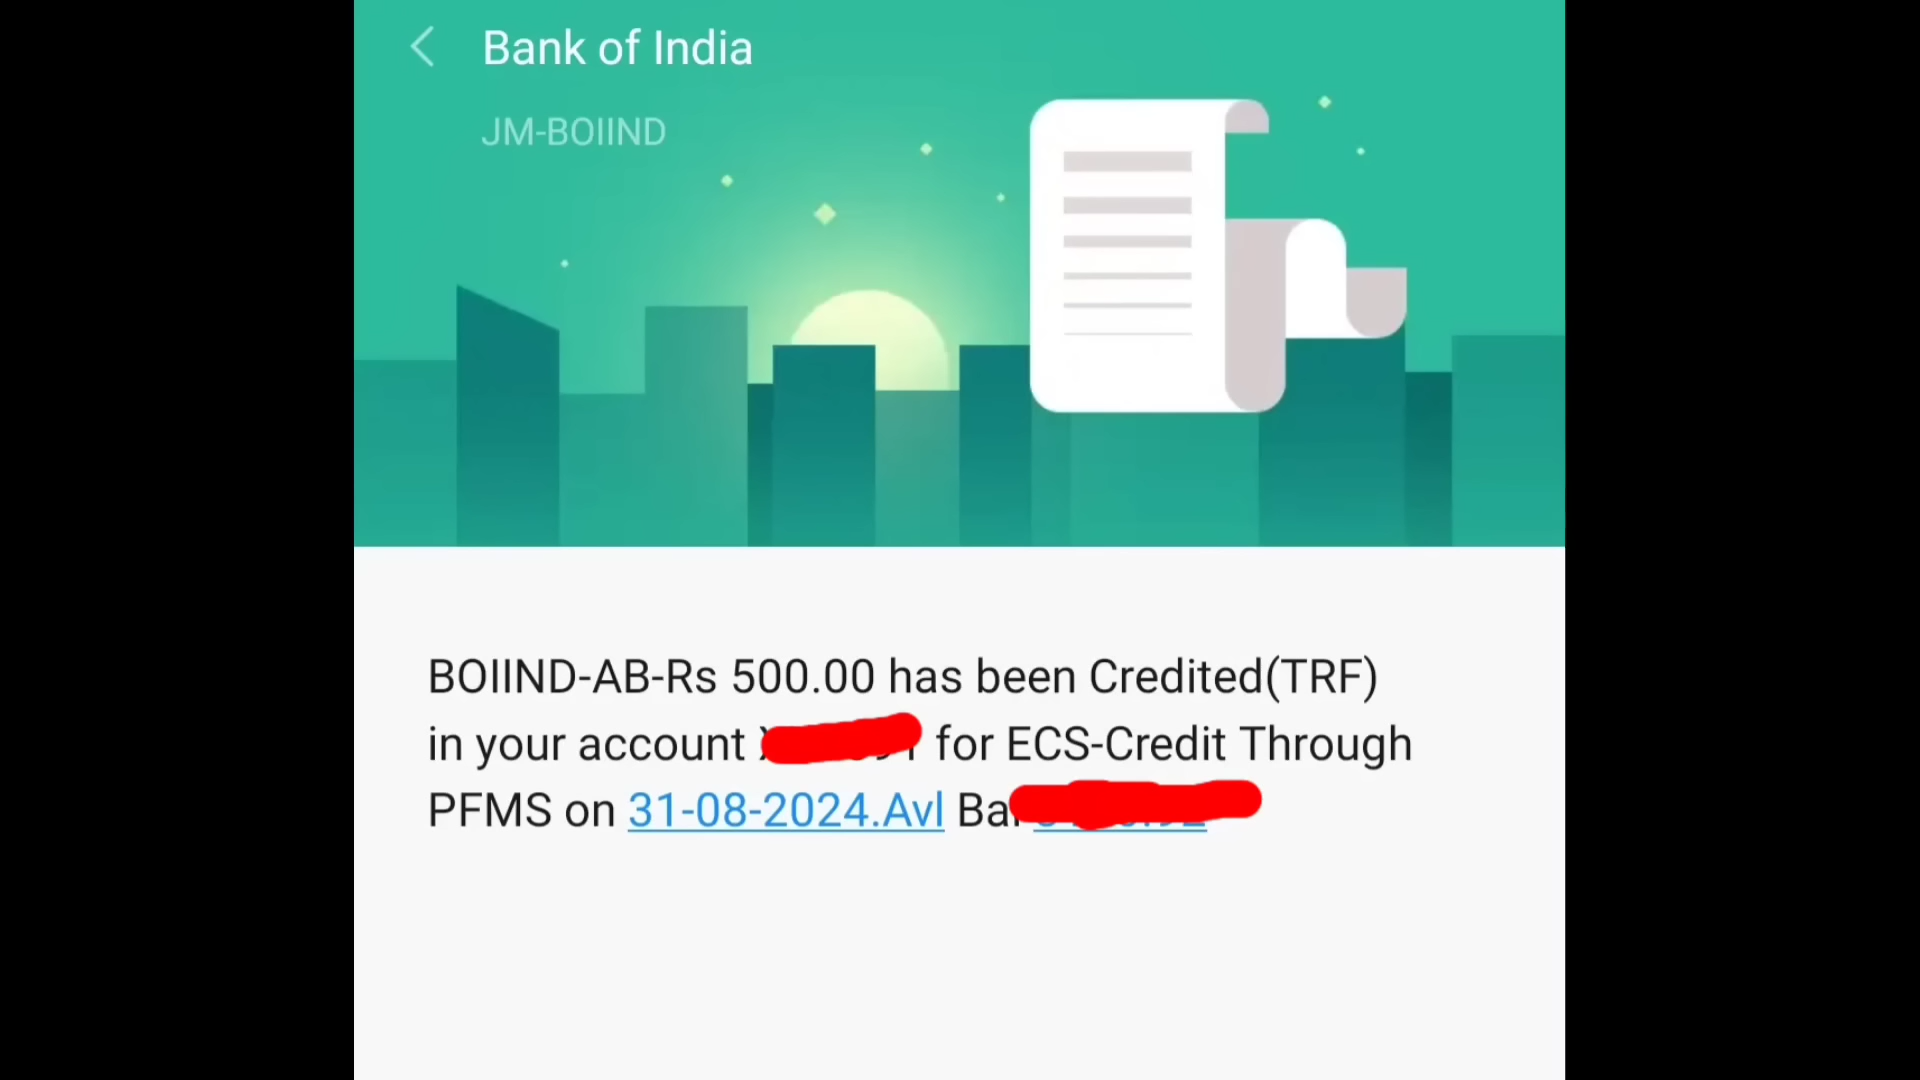 Bank of India
JM-BOIIND
BOIIND-AB-Rs 500.00 has been Credited(TRF)
in your account for ECS-Credit Through
PFMS on 31-08-2024.Avl Bal